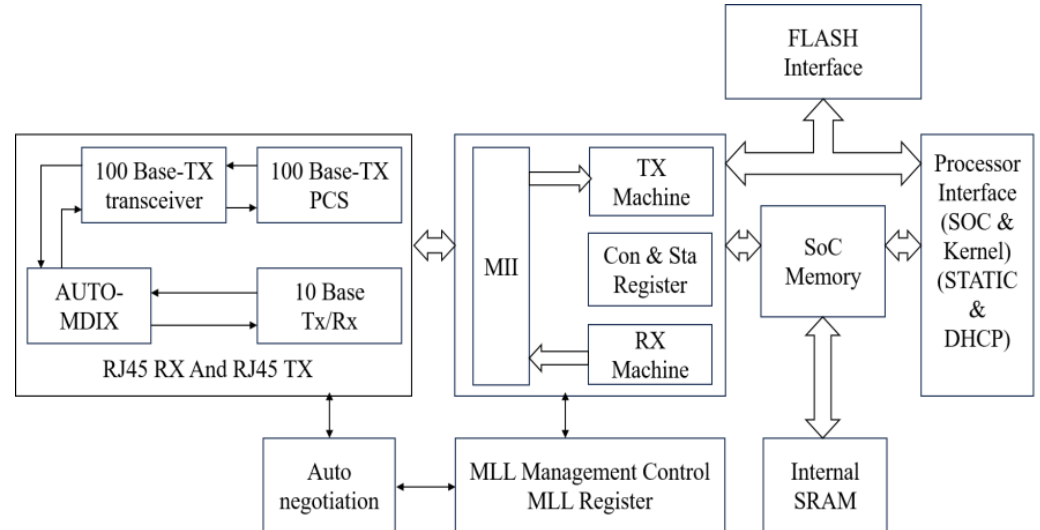 FLASH
Interface
100 Base-TX
transceiver
100 Base-TX
PCS
AUTO-
MDIX
10 Base
Tx/Rx
RJ45 RX And RJ45 TX
MII
TX
Machine
Con & Sta
Register
RX
Machine
SoC
Memory
Processor
Interface
(SOC &
Kernel)
(STATIC
&
DHCP)
Auto
negotiation
MLL Management Control
MLL Register
Internal
SRAM